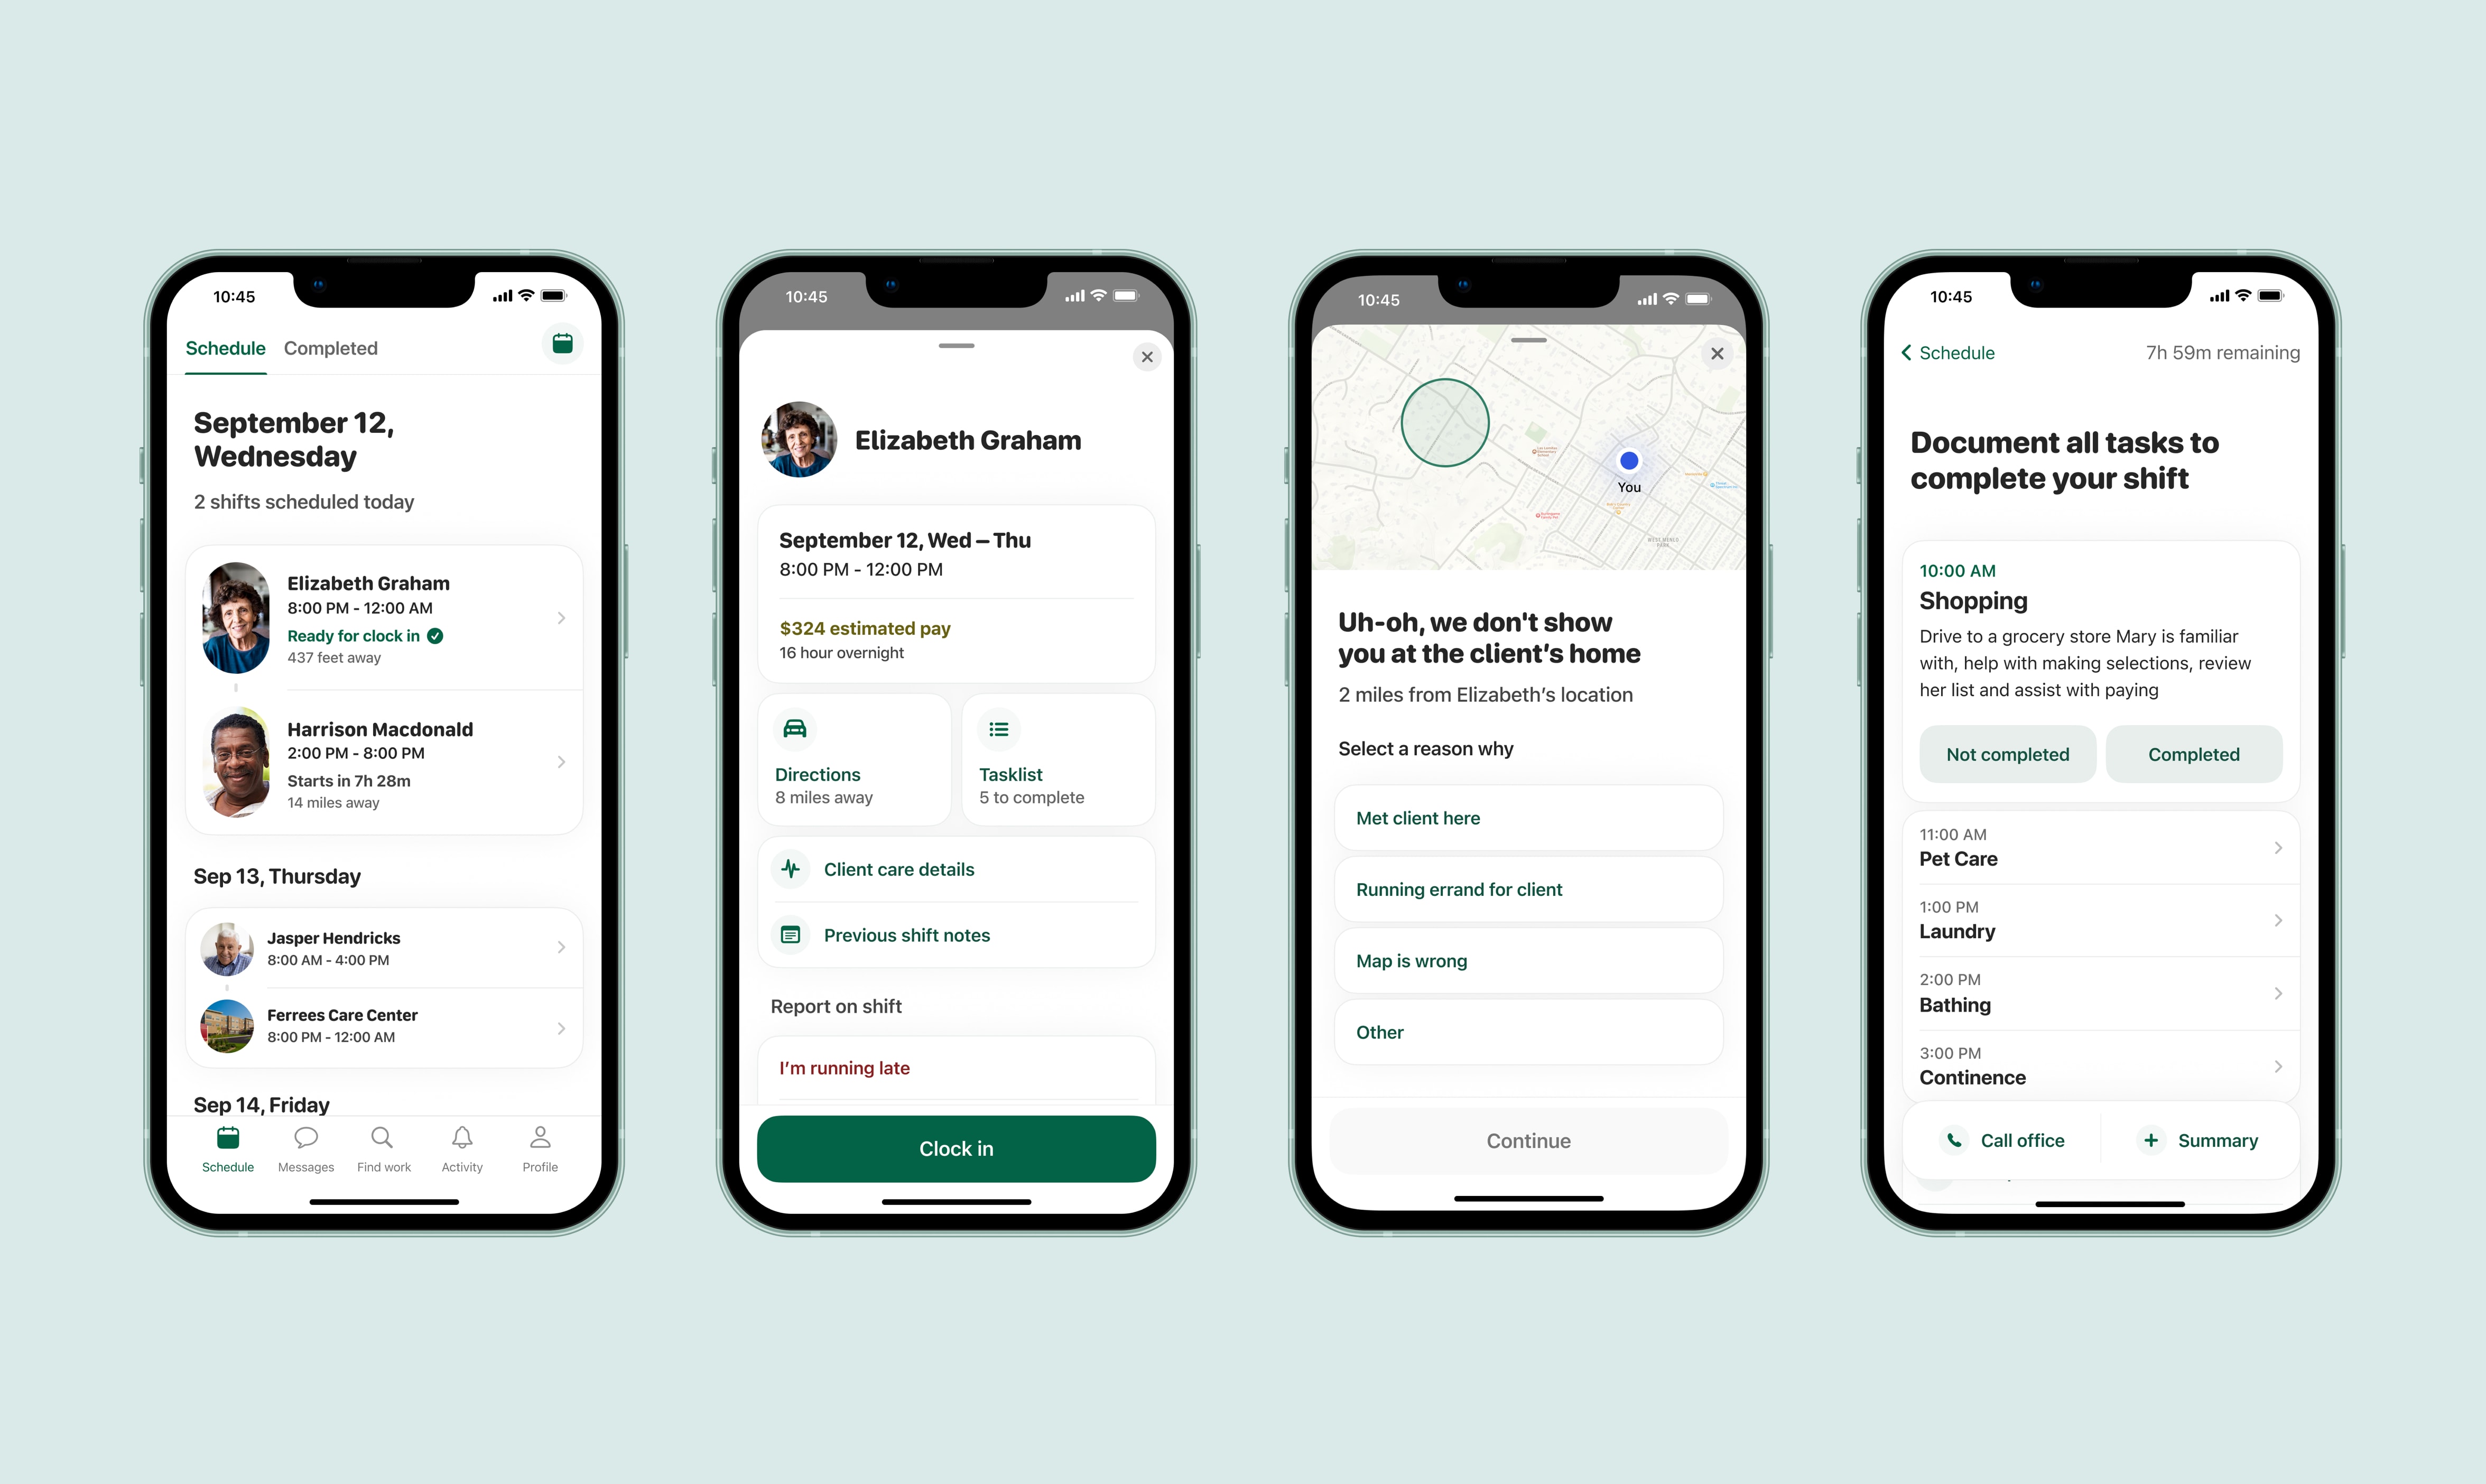 10:45
Schedule
Completed
September 12,
Wednesday
2 shifts scheduled today
Elizabeth Graham
8:00 PM - 12:00 AM
Ready for clock in
437 feet away
Harrison Macdonald
2:00 PM - 8:00 PM
Starts in 7h 28m
14 miles away
Sep 13, Thursday
Jasper Hendricks
8:00 AM - 4:00 PM
Ferrees Care Center
8:00 PM - 12:00 AM
Sep 14, Friday
Schedule
Messages
Find work
Activity
Profile
10:45
Elizabeth Graham
September 12, Wed – Thu
8:00 PM - 12:00 PM
$324 estimated pay
16 hour overnight
Directions
8 miles away
Tasklist
5 to complete
Client care details
Previous shift notes
Report on shift
I’m running late
Clock in
10:45
You
WEST MENLO
PARK
Uh-oh, we don't show
you at the client’s home
2 miles from Elizabeth’s location
Select a reason why
Met client here
Running errand for client
Map is wrong
Other
Continue
10:45
Schedule
7h 59m remaining
Document all tasks to
complete your shift
10:00 AM
Shopping
Drive to a grocery store Mary is familiar
with, help with making selections, review
her list and assist with paying
Not completed
Completed
11:00 AM
Pet Care
1:00 PM
Laundry
2:00 PM
Bathing
3:00 PM
Continence
Call office
Summary